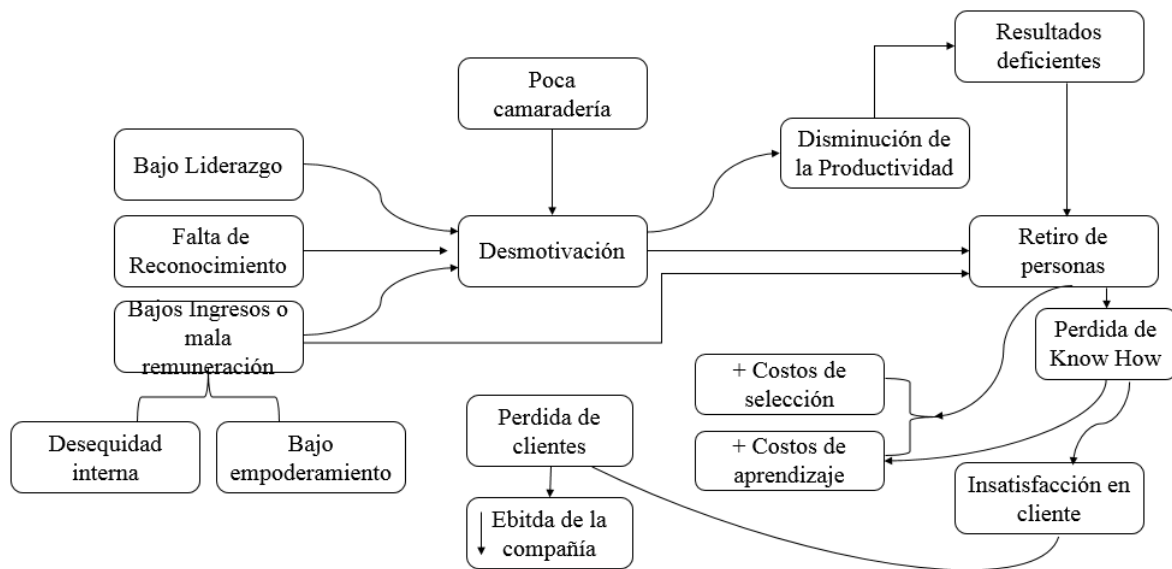 Resultados
deficientes
Poca
camaradería
Disminución de
la Productividad
Bajo Liderazgo
Falta de
Reconocimiento
Desmotivación
Retiro de
personas
Bajos Ingresos o
mala
remuneración
Perdida de
Know How
+ Costos de
selección
Desequidad
interna
Bajo
empoderamiento
Perdida de
clientes
+ Costos de
aprendizaje
Insatisfacción en
cliente
Ebitda de la
compañía